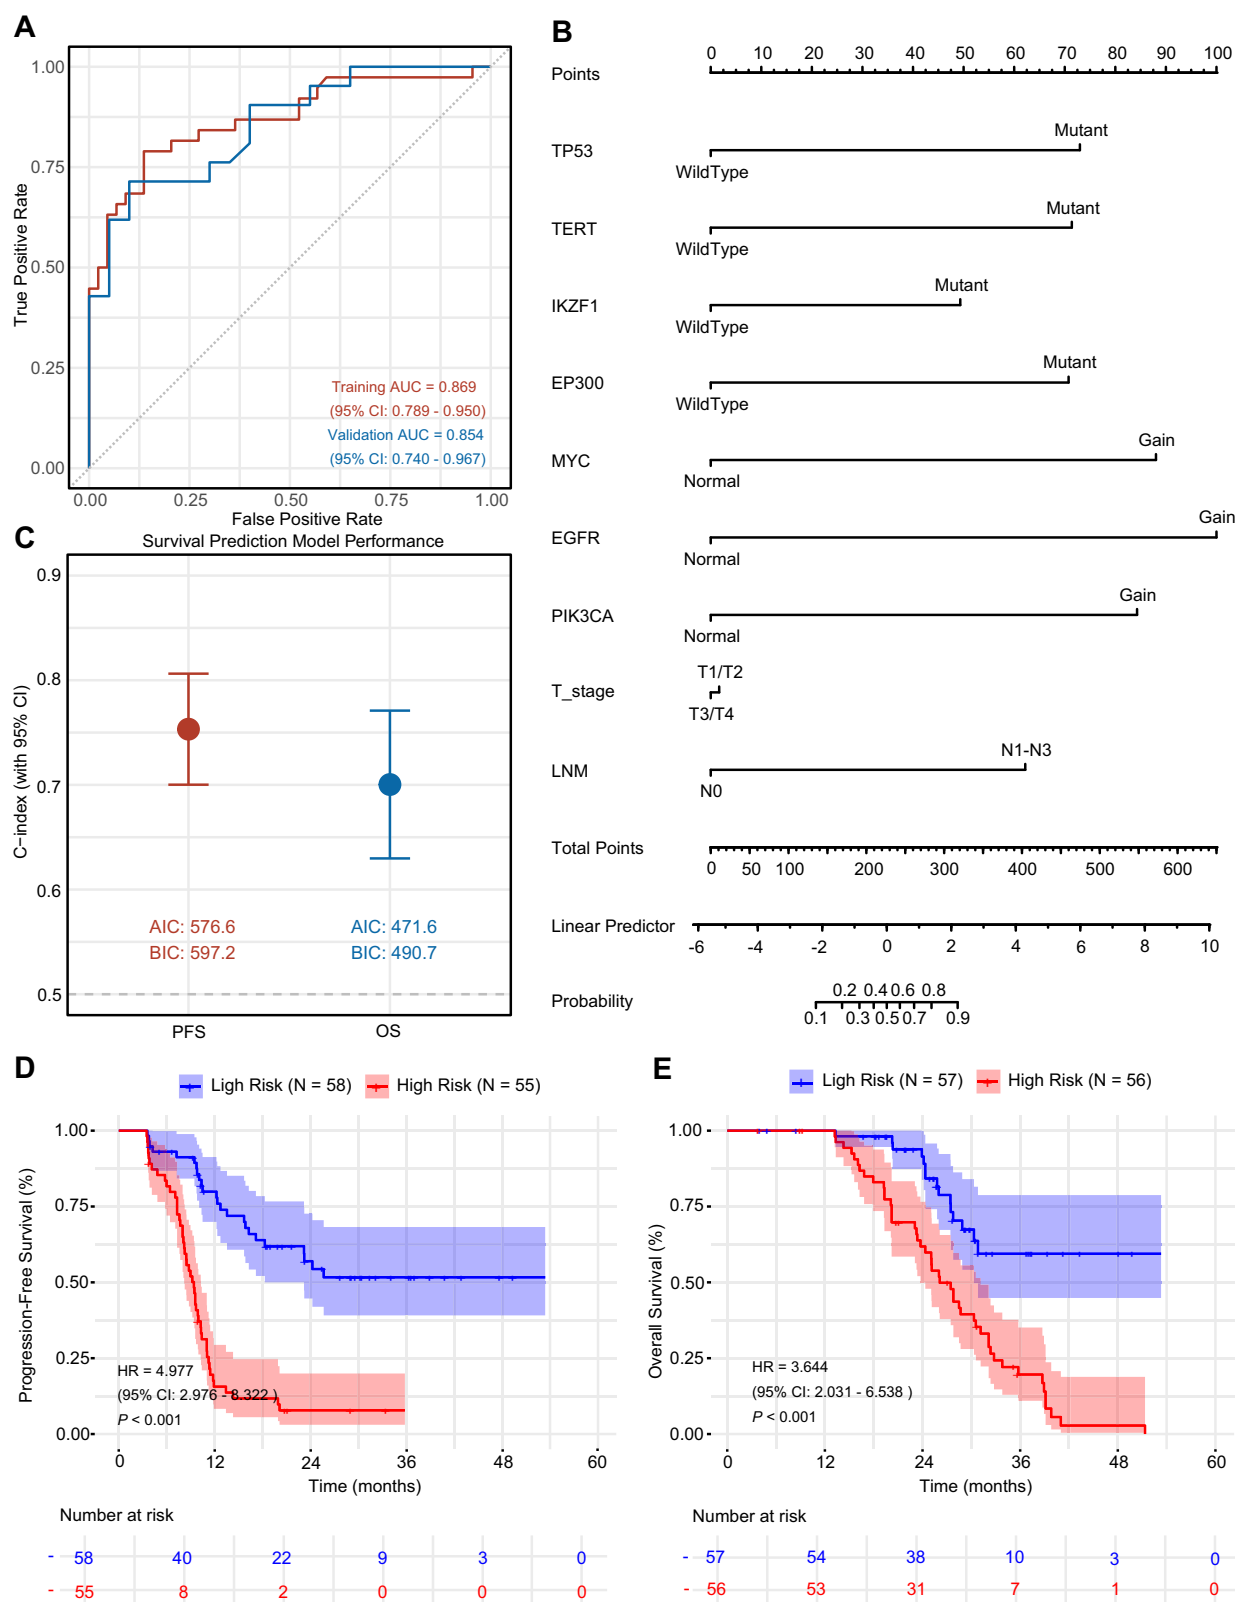 A
1.00
0.75
0.50
0.25
0.00
True Positive Rate
Training AUC = 0.869
(95% CI: 0.789 - 0.950)
Validation AUC = 0.854
(95% CI: 0.740 - 0.967)
0.00 0.25 0.50 0.75 1.00
False Positive Rate
B
Points
0 10 20 30 40 50 60 70 80 90 100
TP53
Mutant
WildType
TERT
Mutant
WildType
IKZF1
Mutant
WildType
EP300
Mutant
WildType
MYC
Gain
Normal
EGFR
Gain
Normal
PIK3CA
Gain
Normal
T_stage
T1/T2
T3/T4
LNM
N1-N3
N0
Total Points
0 50 100 200 300 400 500 600
Linear Predictor
-6 -4 -2 0 2 4 6 8 10
Probability
0.2 0.4 0.6 0.8
0.1 0.3 0.5 0.7 0.9
C
Survival Prediction Model Performance
0.9
0.8
0.7
0.6
0.5
C−index (with 95% CI)
AIC: 576.6
BIC: 597.2
AIC: 471.6
BIC: 490.7
PFS OS
D
Ligh Risk (N = 58) High Risk (N = 55)
1.00
0.75
0.50
0.25
0.00
Progression-Free Survival (%)
HR = 4.977
(95% CI: 2.976 - 8.322 )
P < 0.001
0 12 24 36 48 60
Time (months)
Number at risk
- 58 40 22 9 3 0
- 55 8 2 0 0 0
E
Ligh Risk (N = 57) High Risk (N = 56)
1.00
0.75
0.50
0.25
0.00
Overall Survival (%)
HR = 3.644
(95% CI: 2.031 - 6.538 )
P < 0.001
0 12 24 36 48 60
Time (months)
Number at risk
- 57 54 38 10 3 0
- 56 53 31 7 1 0